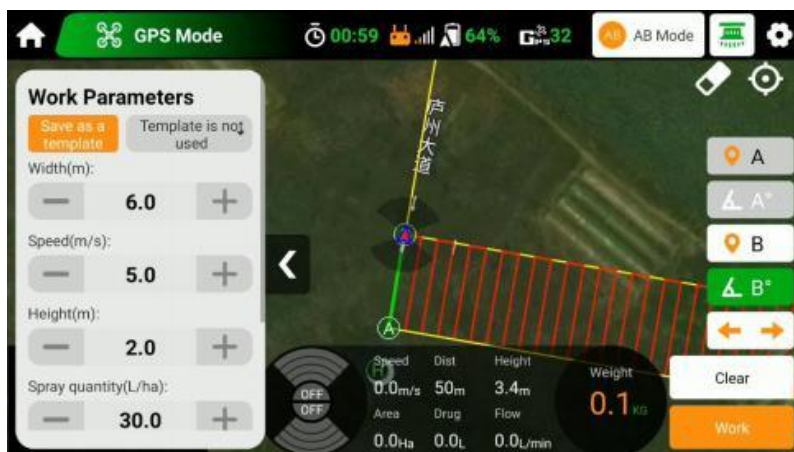 GPS Mode
00:59
64%
32
AB
AB Mode
Work Parameters
Save as a
template
Template is not
used
Width(m):
6.0
Speed(m/s):
5.0
Height(m):
2.0
Spray quantity(L/ha):
30.0
庐州大道
A
A°
B
B°
A
H
OFF
OFF
Speed
Dist
Height
0.0m/s
50m
3.4m
Area
Drug
Flow
0.0Ha
0.0L
0.0L/min
Weight
0.1 KG
Clear
Work